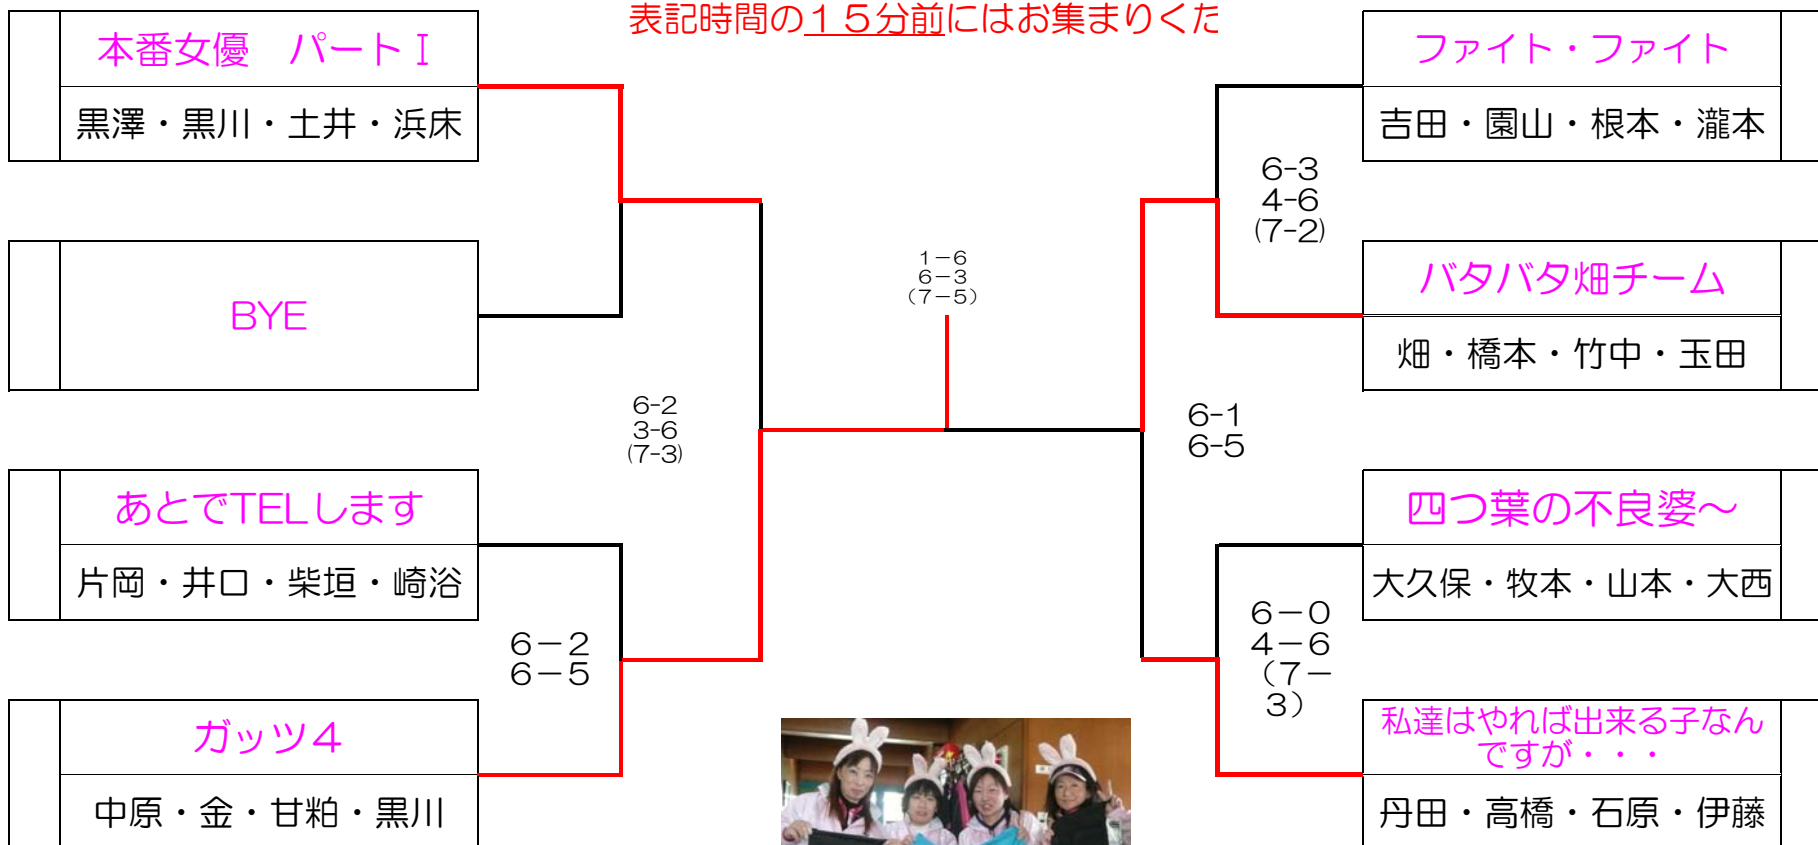 表記時間の１５分前にはお集まりくだ
本番女優　パートⅠ
黒澤・黒川・土井・浜床
BYE
6-2
3-6
(7-3)
あとでTELします
片岡・井口・柴垣・崎浴
６－２
６－５
ガッツ４
中原・金・甘粕・黒川
１－６
６－３
（７－５）
ファイト・ファイト
吉田・園山・根本・瀧本
6-3
4-6
(7-2)
バタバタ畑チーム
畑・橋本・竹中・玉田
6-1
6-5
四つ葉の不良婆～
大久保・牧本・山本・大西
６－０
４－６
（７－
３）
私達はやれば出来る子なん
ですが・・・
丹田・高橋・石原・伊藤